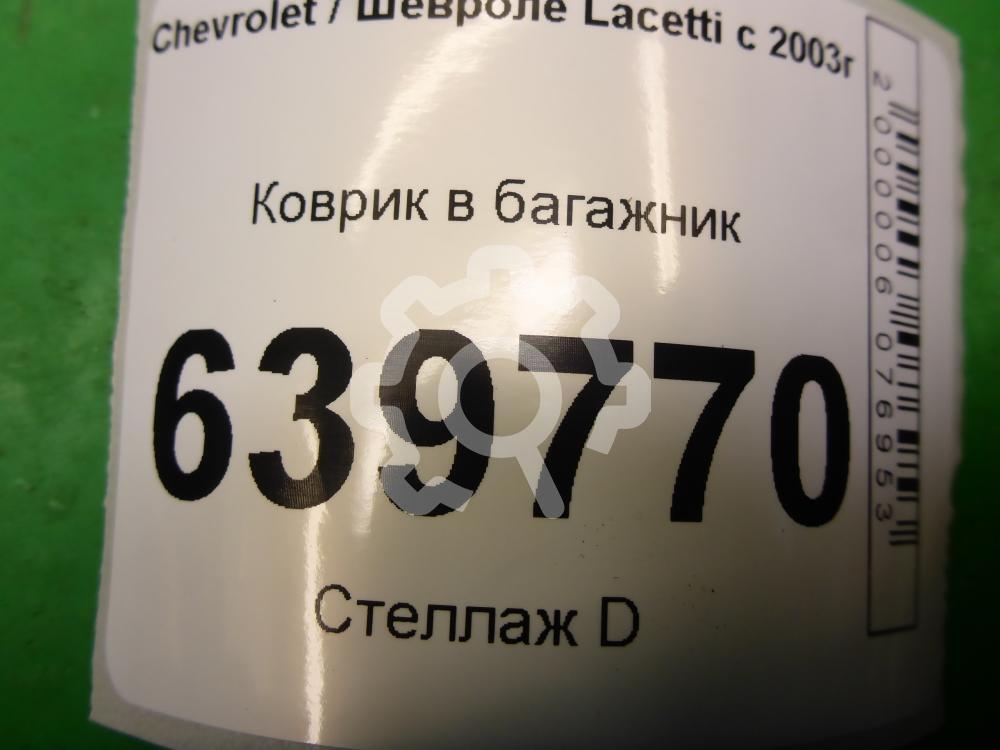 Chevrolet / Шевроле Lacetti с 2003г
Коврик в багажник
639770
Стеллаж D
2000006076953